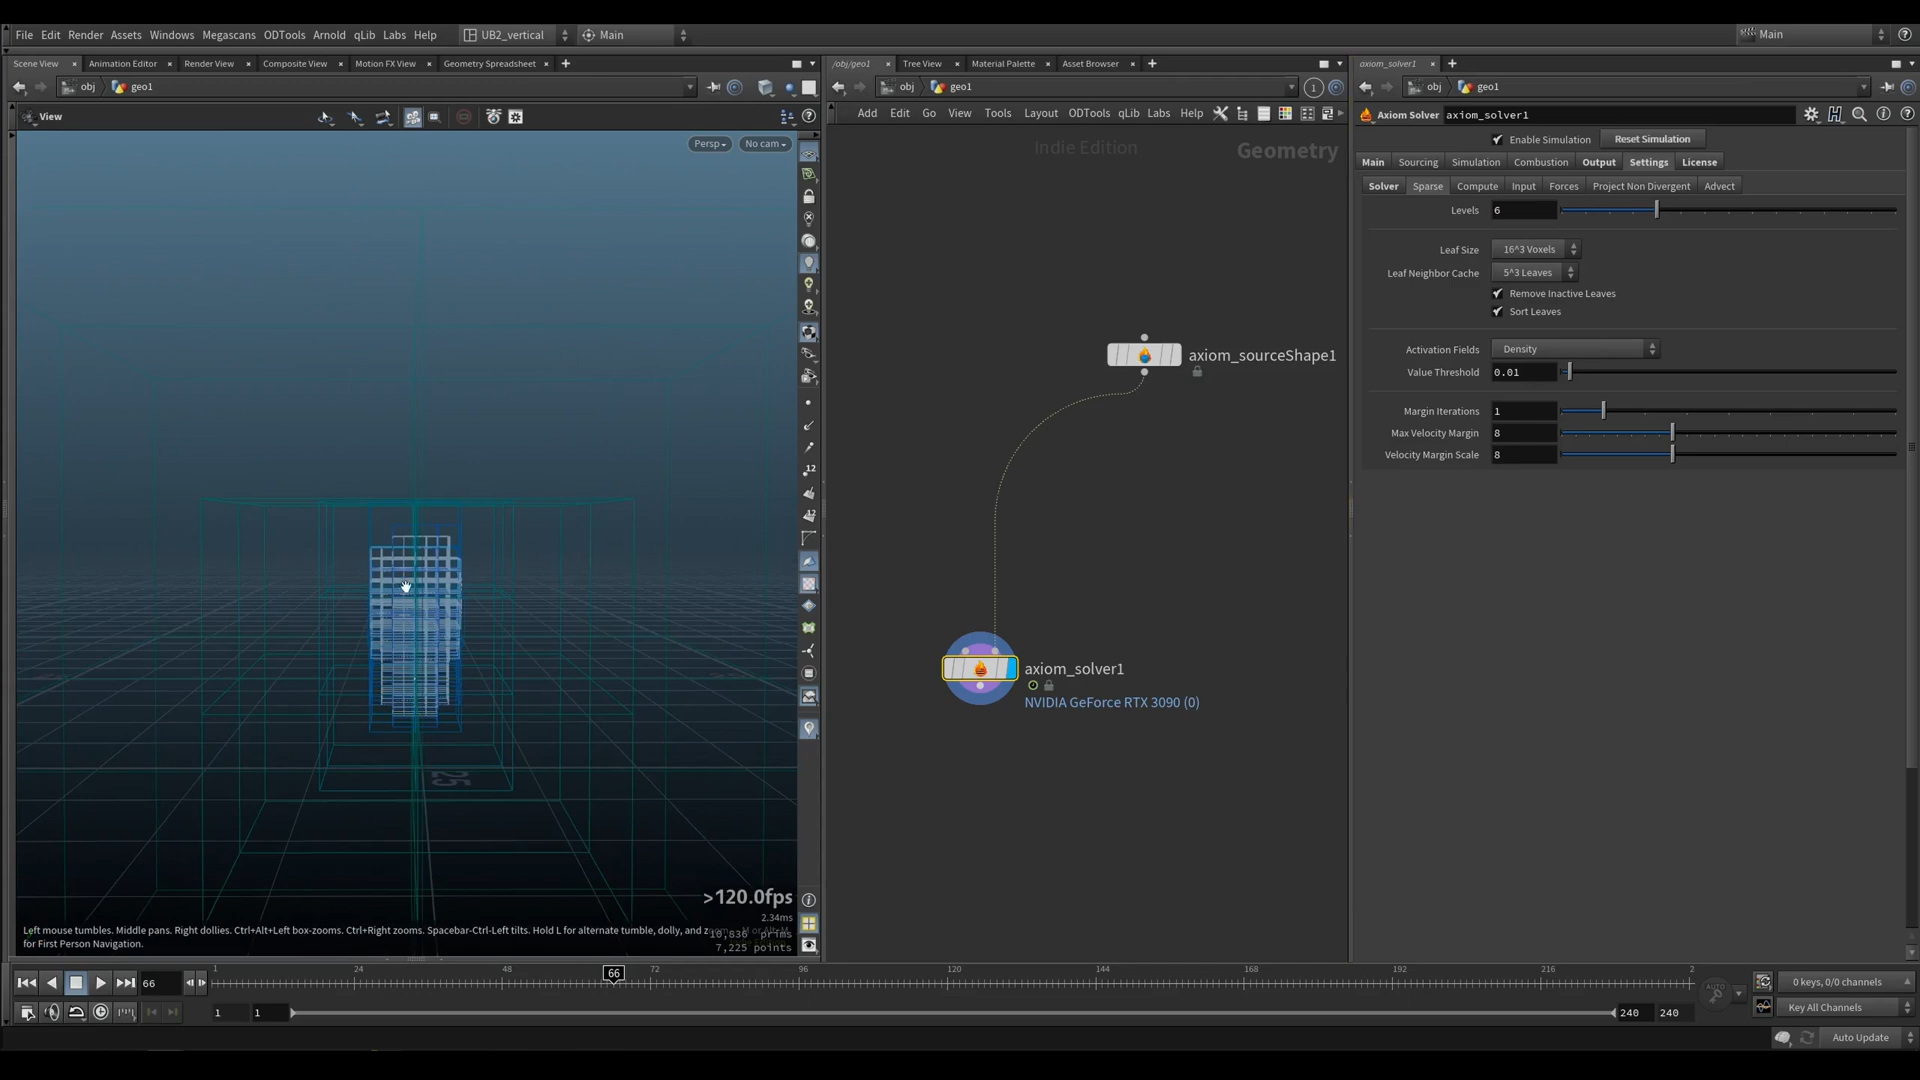 File Edit Render Assets Windows Megascans ODTools Arnold qLib Labs Help UB2_vertical Main Main
Scene View Animation Editor Render View Composite View Motion FX View Geometry Spreadsheet
obj geo1
View
Persp No cam
12
12
25
>120.0fps
2.34ms
Left mouse tumbles. Middle pans. Right dollies. Ctrl+Alt+Left box-zooms. Ctrl+Right zooms. Spacebar-Ctrl-Left tilts. Hold L for alternate tumble, dolly, and
10,836 prims
for First Person Navigation.
7,225 points
/obj/geo1 Tree View Material Palette Asset Browser
obj geo1
1
Add Edit Go View Tools Layout ODTools qLib Labs Help
Indie Edition
Geometry
axiom_sourceShape1
axiom_solver1
NVIDIA GeForce RTX 3090 (0)
axiom_solver1
obj geo1
Axiom Solver axiom_solver1
Enable Simulation Reset Simulation
Main Sourcing Simulation Combustion Output Settings License
Solver Sparse Compute Input Forces Project Non Divergent Advect
Levels 6
Leaf Size 16^3 Voxels
Leaf Neighbor Cache 5^3 Leaves
Remove Inactive Leaves
Sort Leaves
Activation Fields Density
Value Threshold 0.01
Margin Iterations 1
Max Velocity Margin 8
Velocity Margin Scale 8
66
1 24 48 66 72 96 120 144 168 192 216 2
AUTO
0 keys, 0/0 channels
1 1 240 240
Key All Channels
Auto Update